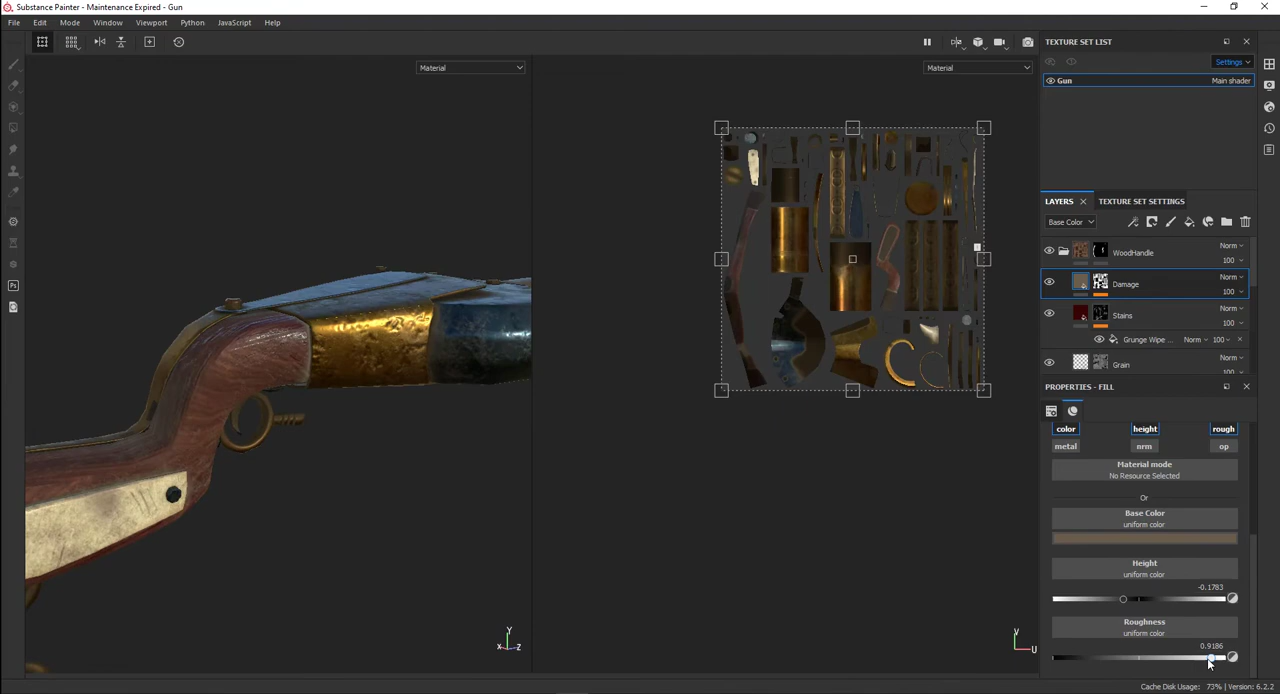 Substance Painter - Maintenance Expired - Gun
File Edit Mode Window Viewport Python JavaScript Help
Material
Material
TEXTURE SET LIST
Settings
Gun Main shader
LAYERS TEXTURE SET SETTINGS
Base Color
WoodHandle Norm 100
Damage Norm 100
Stains Norm 100
Grunge Wipe ... Norm 100
Grain Norm 100
PROPERTIES - FILL
color height rough
metal nrm op
Material mode
No Resource Selected
Or
Base Color
uniform color
Height
uniform color
-0.1783
Roughness
uniform color
0.9186
Y
X Z
V
U
Ps
Cache Disk Usage: 73% | Version: 6.2.2